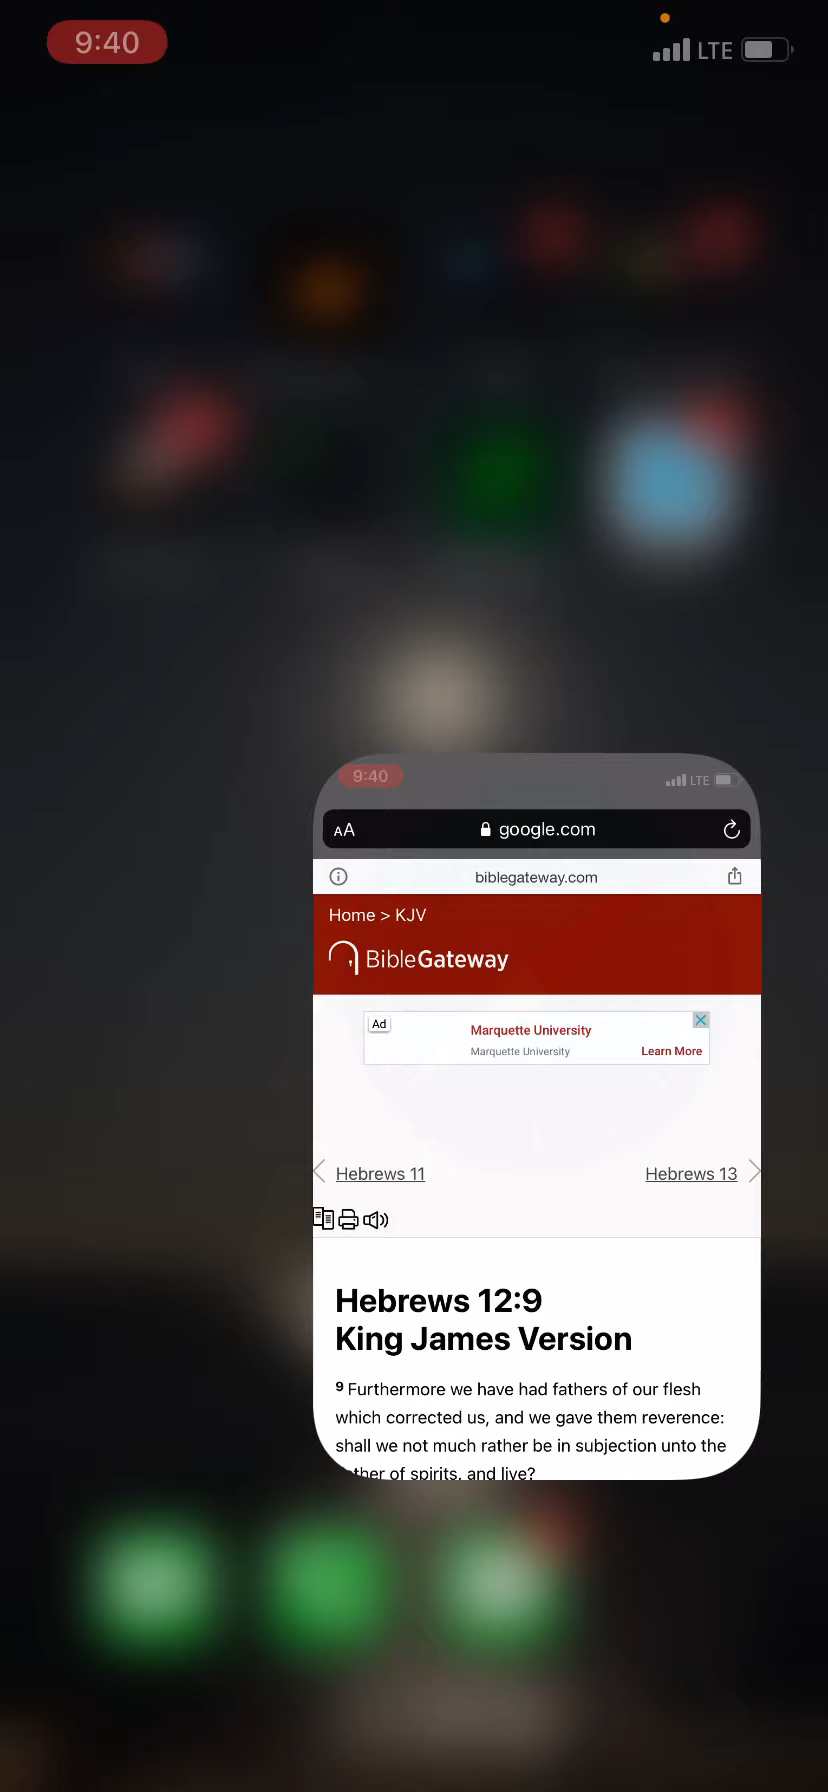 9:40
LTE
9:40
LTE
AA
google.com
biblegateway.com
Home > KJV
BibleGateway
Ad
Marquette University
Marquette University
Learn More
Hebrews 11
Hebrews 13
Hebrews 12:9
King James Version
9 Furthermore we have had fathers of our flesh
which corrected us, and we gave them reverence:
shall we not much rather be in subjection unto the
Father of spirits, and live?